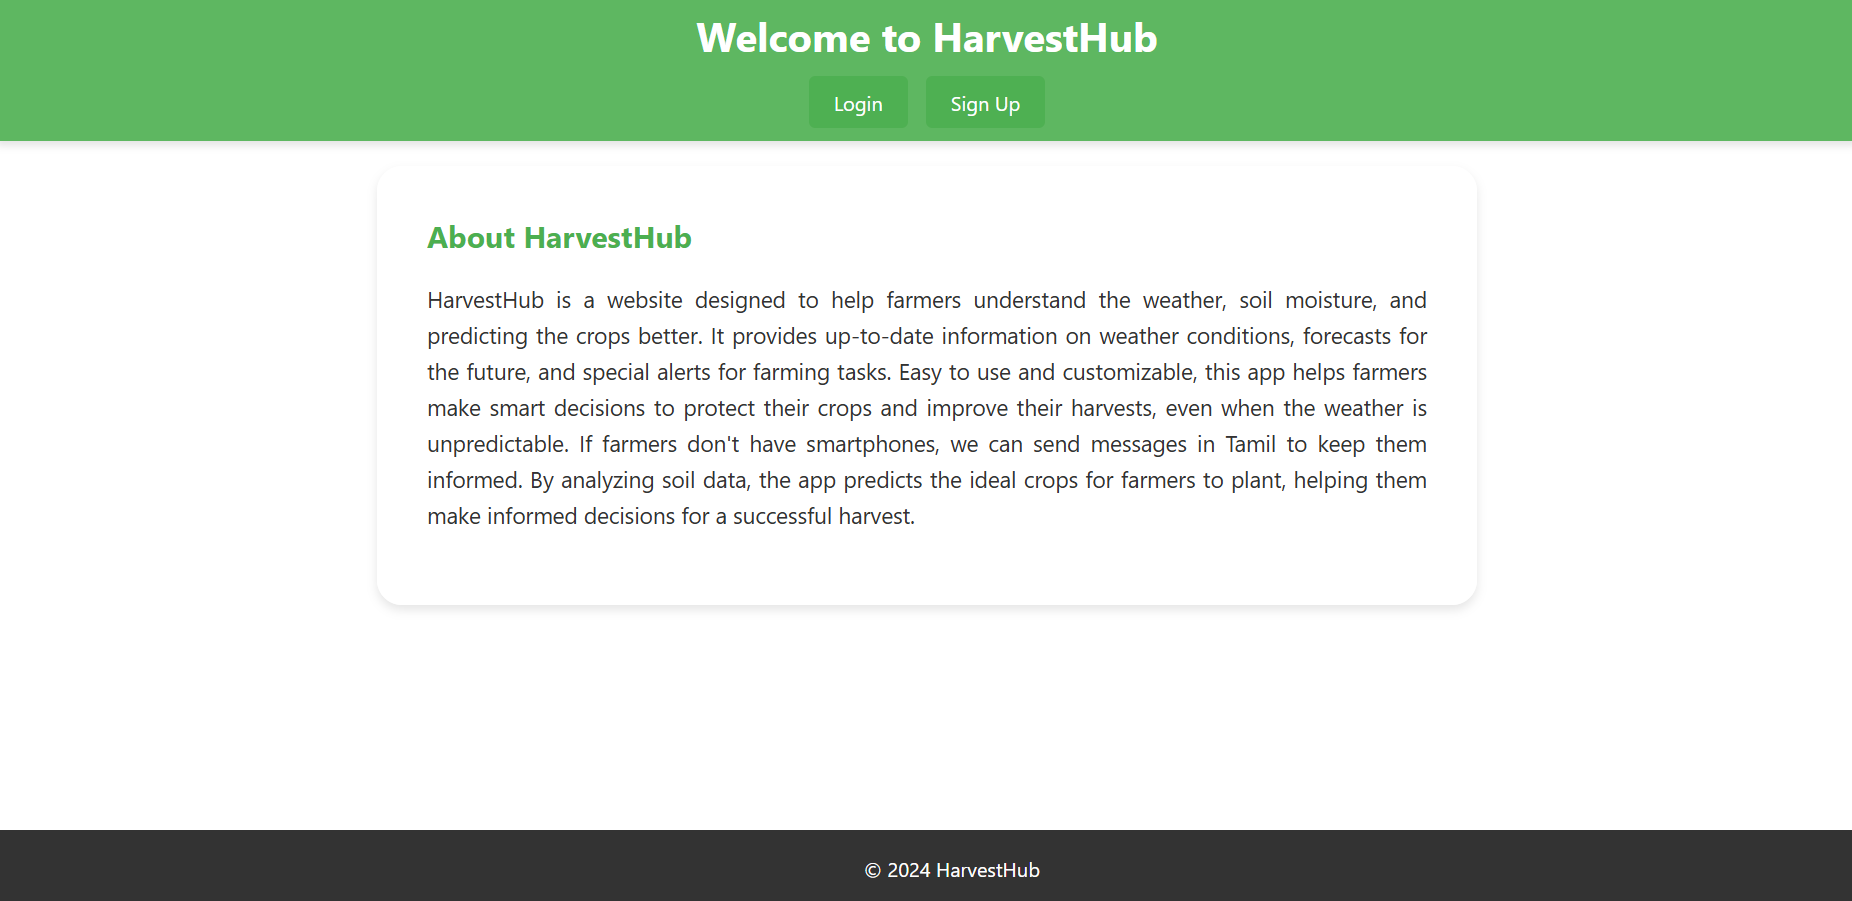 Welcome to HarvestHub
Login
Sign Up
About HarvestHub
HarvestHub is a website designed to help farmers understand the weather, soil moisture, and
predicting the crops better. It provides up-to-date information on weather conditions, forecasts for
the future, and special alerts for farming tasks. Easy to use and customizable, this app helps farmers
make smart decisions to protect their crops and improve their harvests, even when the weather is
unpredictable. If farmers don't have smartphones, we can send messages in Tamil to keep them
informed. By analyzing soil data, the app predicts the ideal crops for farmers to plant, helping them
make informed decisions for a successful harvest.
© 2024 HarvestHub